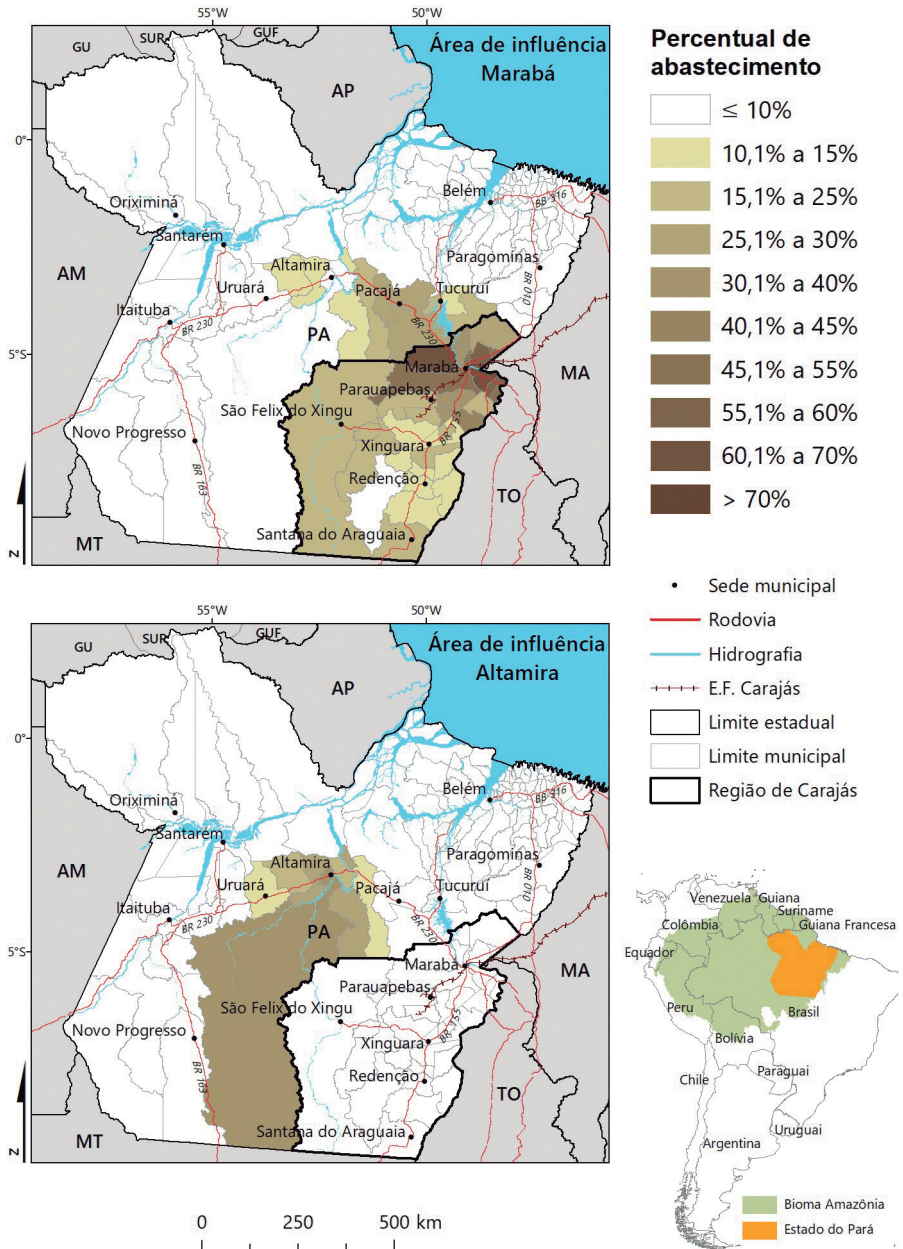 55°W
50°W
GU
SUR
GUF
AP
Área de influência
Marabá
0°
Belém
BR 316
Oriximiná
Santarém
Paragominas
AM
Altamira
Uruará
Pacajá
Tucuruí
BR 010
Itaituba
BR 230
BR 230
PA
5°S
Marabá
MA
Parauapebas
São Felix do Xingu
BR 155
Novo Progresso
Xinguara
BR 163
Redenção
TO
Santana do Araguaia
MT
N
Percentual de
abastecimento
≤ 10%
10,1% a 15%
15,1% a 25%
25,1% a 30%
30,1% a 40%
40,1% a 45%
45,1% a 55%
55,1% a 60%
60,1% a 70%
> 70%
Sede municipal
Rodovia
Hidrografia
E.F. Carajás
Limite estadual
Limite municipal
Região de Carajás
55°W
50°W
GU
SUR
GUF
AP
Área de influência
Altamira
0°
Belém
BR 316
Oriximiná
Santarém
Paragominas
AM
Altamira
Uruará
Pacajá
Tucuruí
BR 010
Itaituba
BR 230
BR 230
PA
5°S
Marabá
MA
Parauapebas
São Felix do Xingu
BR 155
Novo Progresso
Xinguara
BR 163
Redenção
TO
Santana do Araguaia
MT
N
0 250 500 km
Venezuela
Guiana
Suriname
Colômbia
Guiana Francesa
Equador
Peru
Brasil
Bolívia
Paraguai
Chile
Uruguai
Argentina
Bioma Amazônia
Estado do Pará